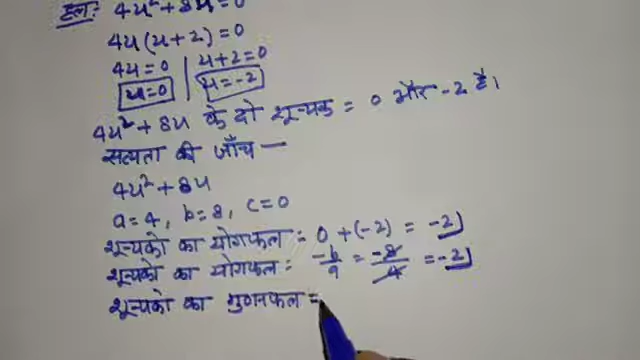 हल: 4u²+8u=0
4u(u+2)=0
4u=0 | u+2=0
u=0 | u=-2
4u²+8u के दो शून्यक = 0 और -2 है।
सत्यता की जाँच —
4u²+8u
a=4, b=8, c=0
शून्यको का योगफल = 0+(-2) = -2
शून्यको का योगफल = -b/a = -8/4 = -2
शून्यको का गुणनफल =